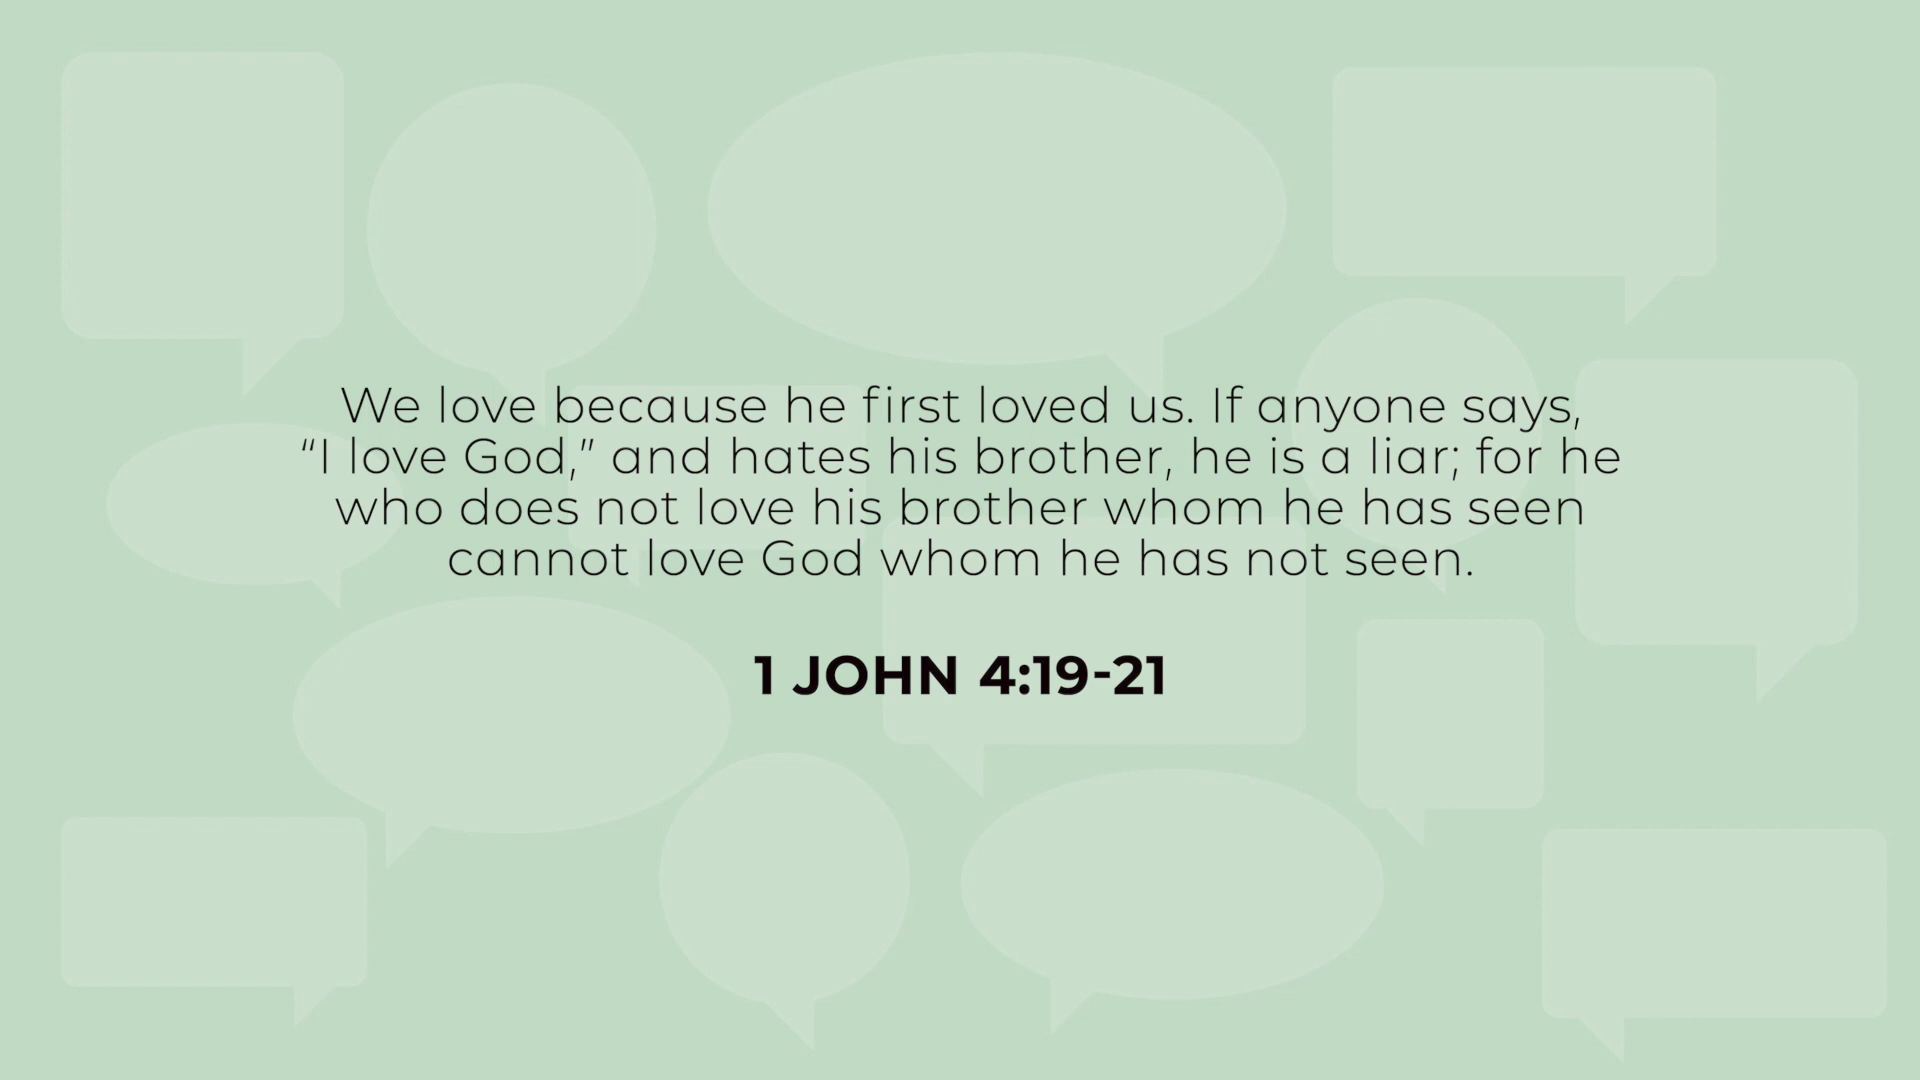 We love because he first loved us. If anyone says,
“I love God,” and hates his brother, he is a liar; for he
who does not love his brother whom he has seen
cannot love God whom he has not seen.
1 JOHN 4:19-21